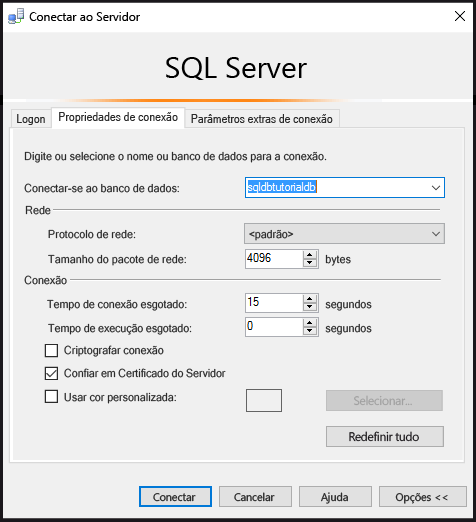 Conectar ao Servidor
SQL Server
Logon Propriedades de conexão Parâmetros extras de conexão
Digite ou selecione o nome ou banco de dados para a conexão.
Conectar-se ao banco de dados: sqldbtutorialdb
Rede
Protocolo de rede: <padrão>
Tamanho do pacote de rede: 4096 bytes
Conexão
Tempo de conexão esgotado: 15 segundos
Tempo de execução esgotado: 0 segundos
Criptografar conexão
Confiar em Certificado do Servidor
Usar cor personalizada: Selecionar...
Redefinir tudo
Conectar Cancelar Ajuda Opções <<